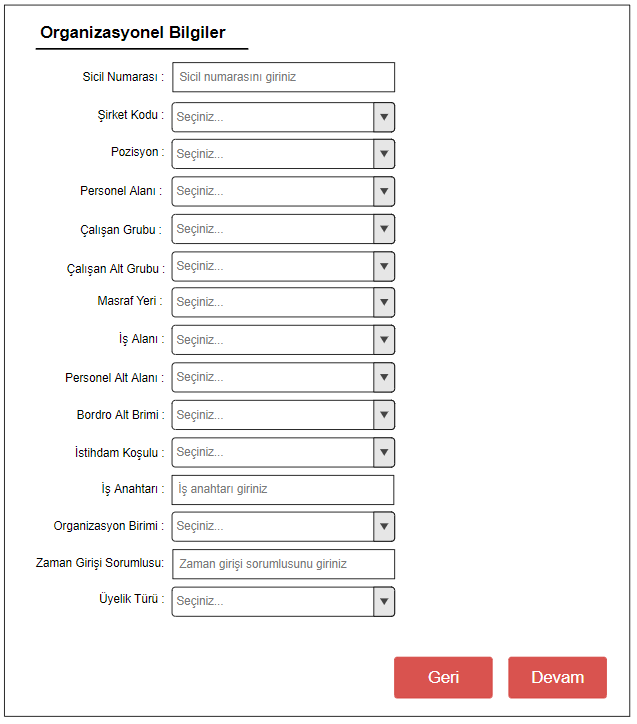 Organizasyonel Bilgiler
Sicil Numarası : Sicil numarasını giriniz
Şirket Kodu : Seçiniz...
Pozisyon : Seçiniz...
Personel Alanı : Seçiniz...
Çalışan Grubu : Seçiniz...
Çalışan Alt Grubu : Seçiniz...
Masraf Yeri : Seçiniz...
İş Alanı : Seçiniz...
Personel Alt Alanı : Seçiniz...
Bordro Alt Brimi : Seçiniz...
İstihdam Koşulu : Seçiniz...
İş Anahtarı : İş anahtarı giriniz
Organizasyon Birimi : Seçiniz...
Zaman Girişi Sorumlusu: Zaman girişi sorumlusunu giriniz
Üyelik Türü : Seçiniz...
Geri Devam